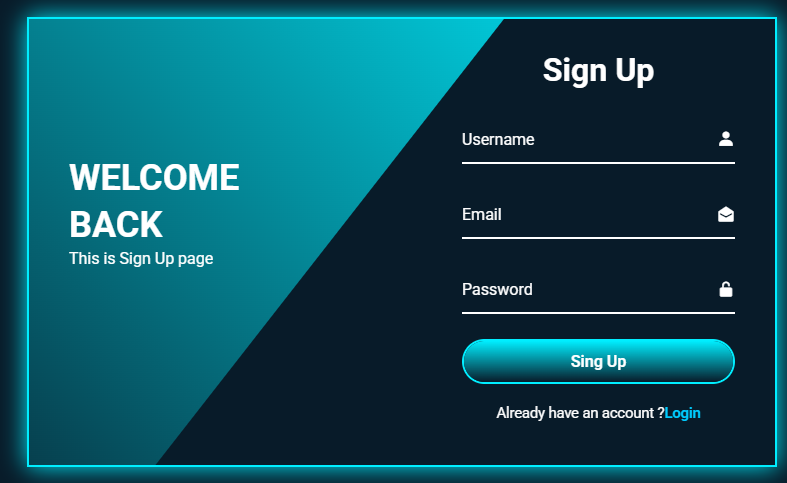 WELCOME
BACK
This is Sign Up page
Sign Up
Username
Email
Password
Sing Up
Already have an account ?Login